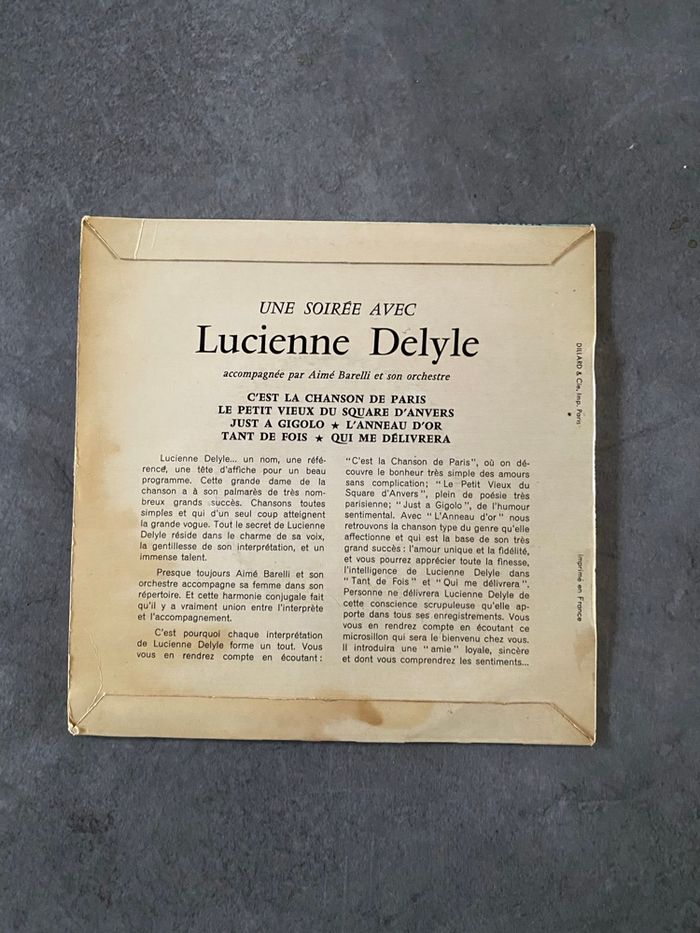 UNE SOIRÉE AVEC
Lucienne Delyle
accompagnée par Aimé Barelli et son orchestre
C'EST LA CHANSON DE PARIS
LE PETIT VIEUX DU SQUARE D'ANVERS
JUST A GIGOLO ★ L'ANNEAU D'OR
TANT DE FOIS ★ QUI ME DÉLIVRERA
Lucienne Delyle... un nom, une réfé-
rence, une tête d'affiche pour un beau
programme. Cette grande dame de la
chanson a à son palmarès de très nom-
breux grands succès. Chansons toutes
simples et qui d'un seul coup atteignent
la grande vogue. Tout le secret de Lucienne
Delyle réside dans le charme de sa voix,
la gentillesse de son interprétation, et un
immense talent.
Presque toujours Aimé Barelli et son
orchestre accompagne sa femme dans son
répertoire. Et cette harmonie conjugale fait
qu'il y a vraiment union entre l'interprète
et l'accompagnement.
C'est pourquoi chaque interprétation
de Lucienne Delyle forme un tout. Vous
vous en rendrez compte en écoutant :
"C'est la Chanson de Paris", où on dé-
couvre le bonheur très simple des amours
sans complication; "Le Petit Vieux du
Square d'Anvers", plein de poésie très
parisienne; "Just a Gigolo", de l'humour
sentimental. Avec "L'Anneau d'or" nous
retrouvons la chanson type du genre qu'elle
affectionne et qui est la base de son très
grand succès : l'amour unique et la fidélité,
et vous pourrez apprécier toute la finesse,
l'intelligence de Lucienne Delyle dans
"Tant de Fois" et "Qui me délivrera".
Personne ne délivrera Lucienne Delyle de
cette conscience scrupuleuse qu'elle ap-
porte dans tous ses enregistrements. Vous
vous en rendrez compte en écoutant ce
microsillon qui sera le bienvenu chez vous.
Il introduira une "amie" loyale, sincère
et dont vous comprendrez les sentiments...
DILLARD & Cie, Imp. Paris
imprimé en France